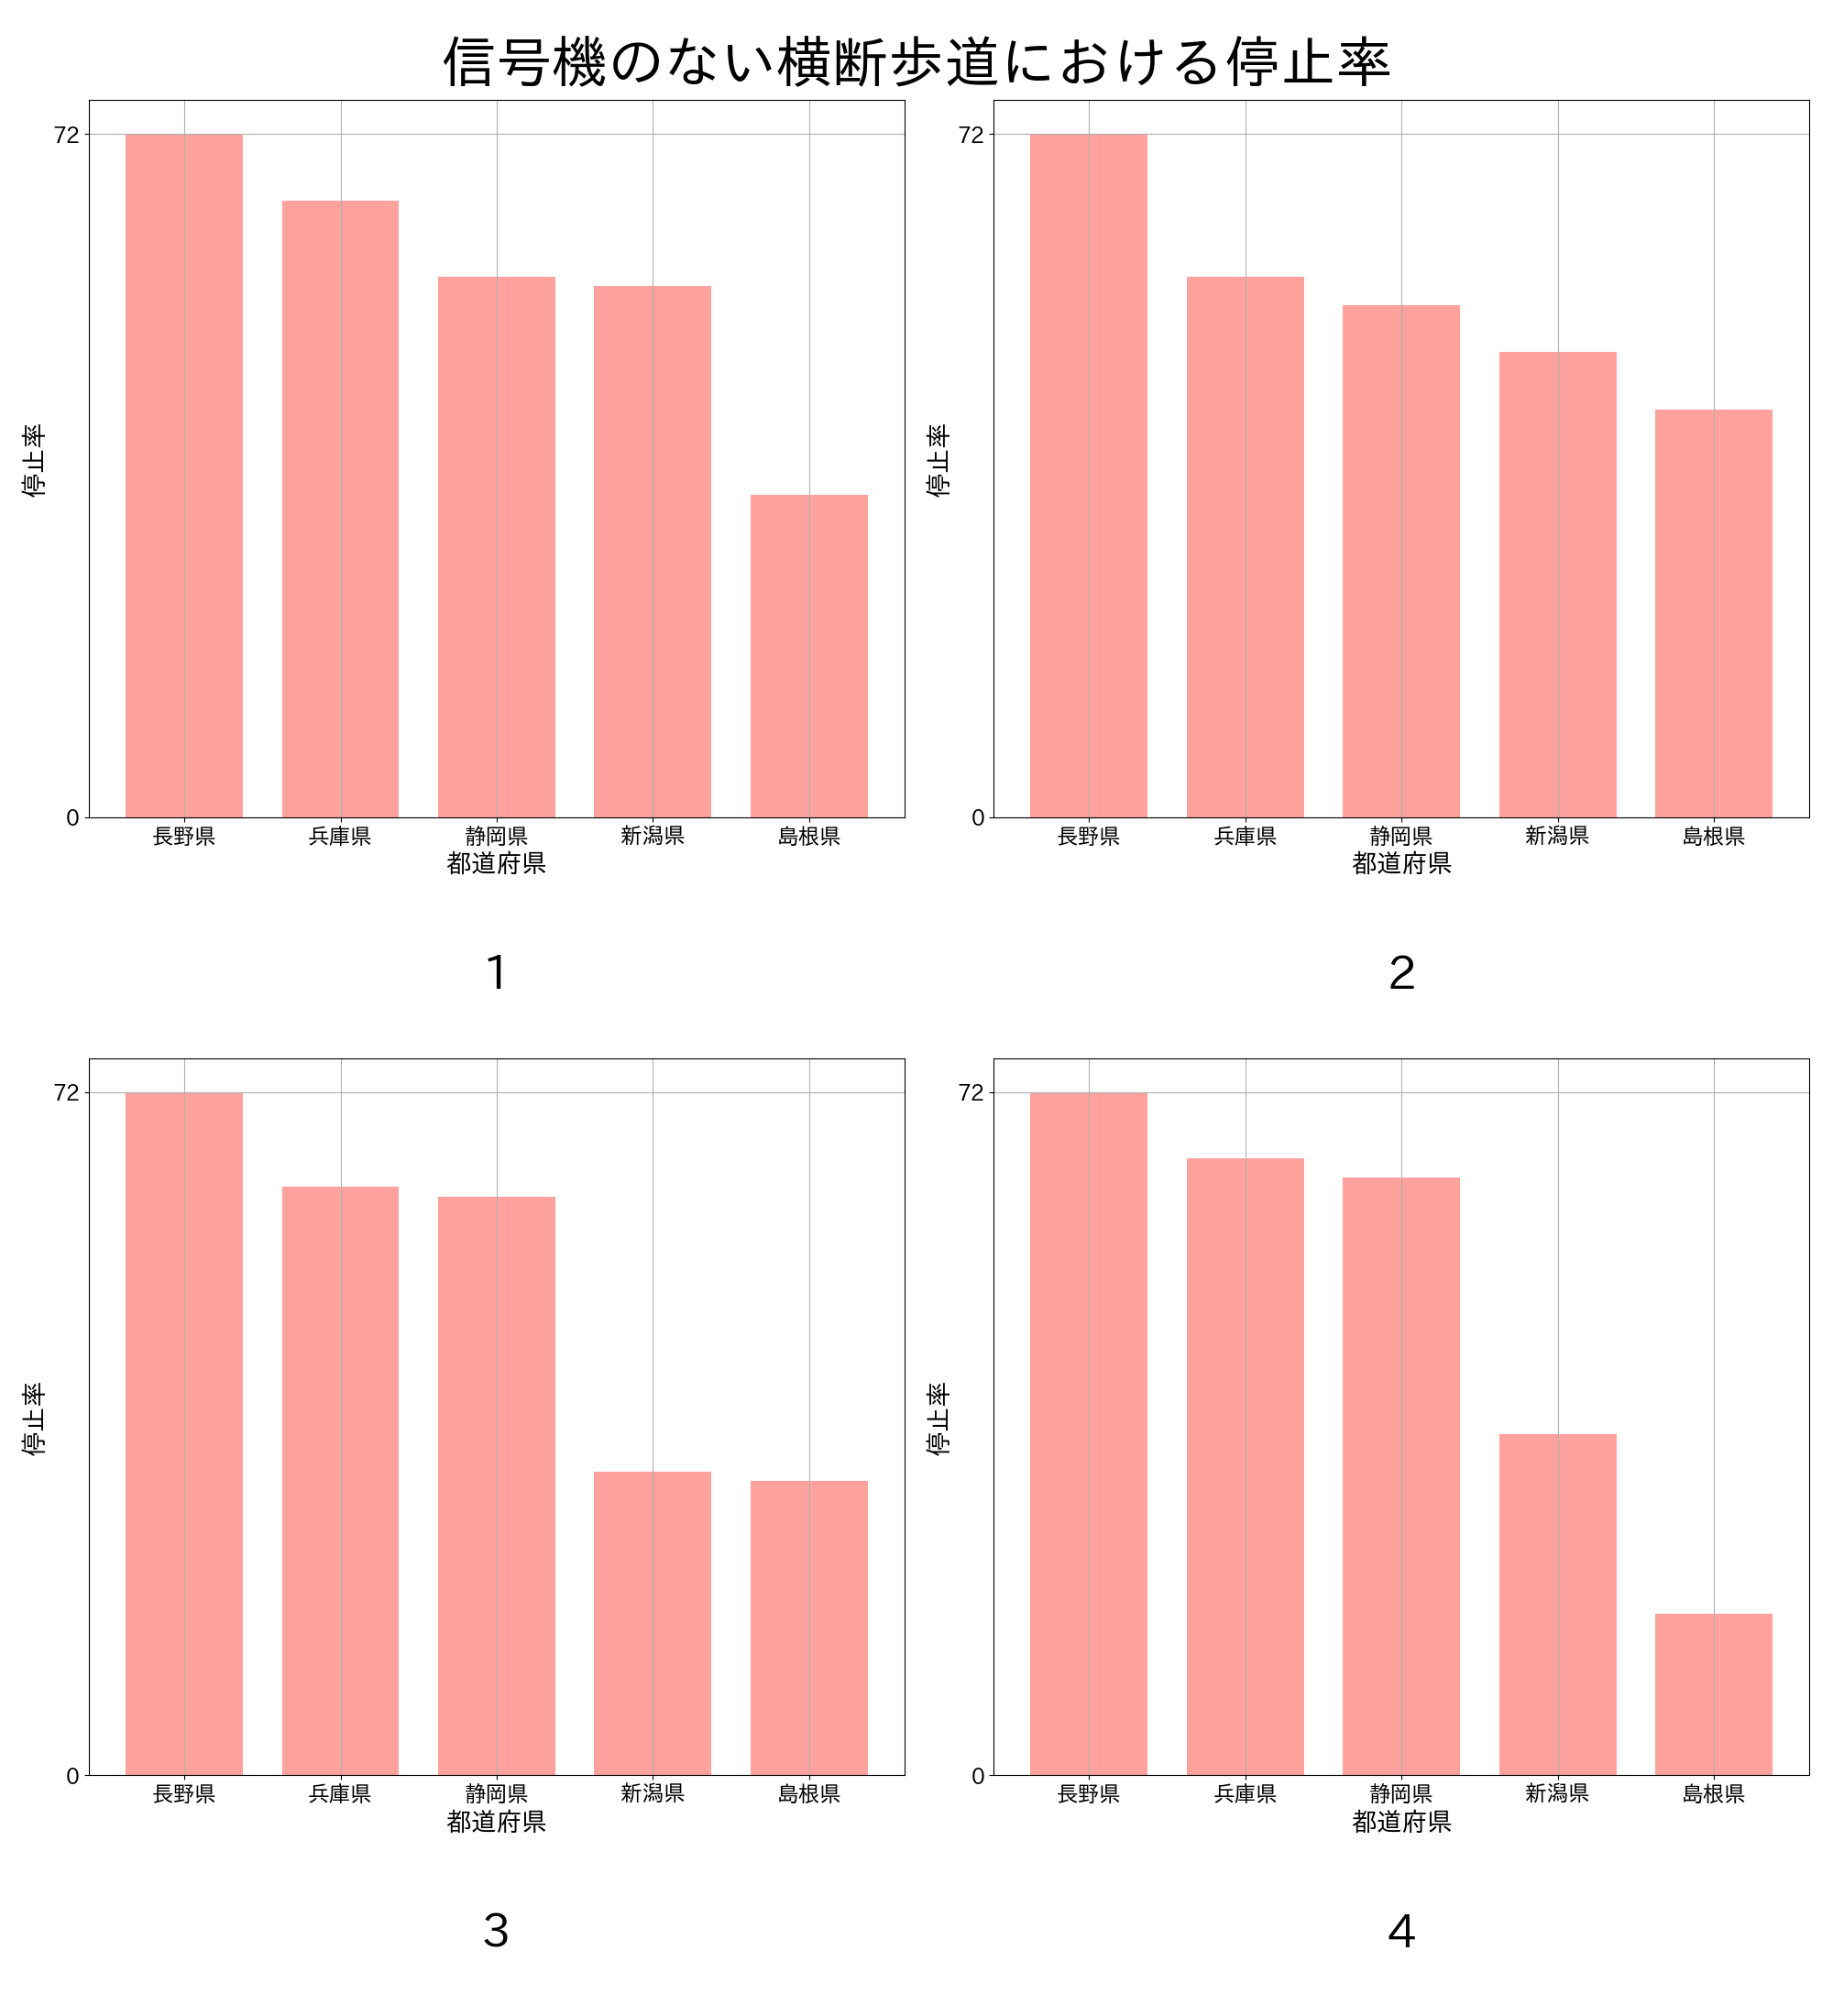 信号機のない横断歩道における停止率
72
停止率
0
長野県 兵庫県 静岡県 新潟県 島根県
都道府県
1
72
停止率
0
長野県 兵庫県 静岡県 新潟県 島根県
都道府県
2
72
停止率
0
長野県 兵庫県 静岡県 新潟県 島根県
都道府県
3
72
停止率
0
長野県 兵庫県 静岡県 新潟県 島根県
都道府県
4